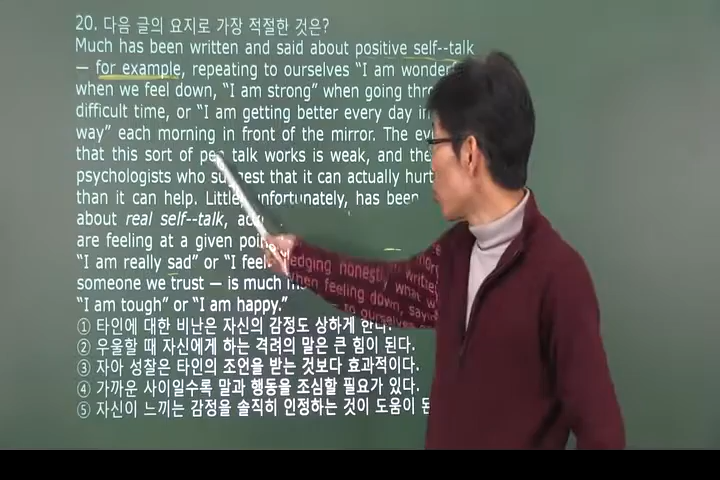 20. 다음 글의 요지로 가장 적절한 것은?
Much has been written and said about positive self--talk
— for example, repeating to ourselves “I am
when we feel down, “I am strong” when going
difficult time, or “I am getting better every day in
way” each morning in front of the mirror. The
that this sort of talk works is weak, and
psychologists who that it can actually hurt
than it can help. Little, has been
about real self--talk,
are feeling at a given
“I am really sad” or “I
edging honestly
when feeling down, saying
someone we trust — is much
“I am tough” or “I am happy.”
to ourselves
① 타인에 대한 비난은 자신의 감정도 상하게 한다.
② 우울할 때 자신에게 하는 격려의 말은 큰 힘이 된다.
③ 자아 성찰은 타인의 조언을 받는 것보다 효과적이다.
④ 가까운 사이일수록 말과 행동을 조심할 필요가 있다.
⑤ 자신이 느끼는 감정을 솔직히 인정하는 것이 도움이